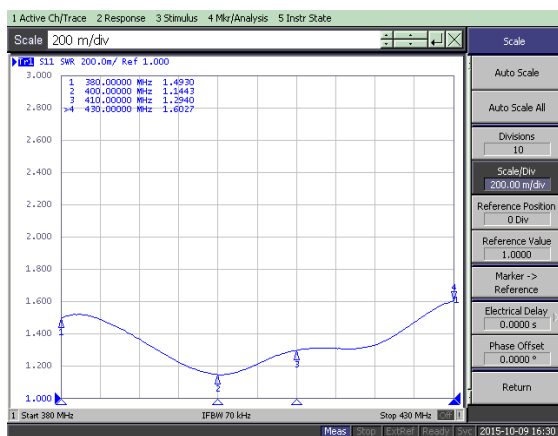 1 Active Ch/Trace 2 Response 3 Stimulus 4 Mkr/Analysis 5 Instr State
Scale 200 m/div
Tr1 S11 SWR 200.0m/ Ref 1.000
1 380.00000 MHz 1.4930
2 400.00000 MHz 1.1443
3 410.00000 MHz 1.2940
>4 430.00000 MHz 1.6027
3.000
2.800
2.600
2.400
2.200
2.000
1.800
1.600
1.400
1.200
1.000
1
2
3
4
1
1 Start 380 MHz IFBW 70 kHz Stop 430 MHz Off !
Scale
Auto Scale
Auto Scale All
Divisions
10
Scale/Div
200.00 m/div
Reference Position
0 Div
Reference Value
1.0000
Marker ->
Reference
Electrical Delay
0.0000 s
Phase Offset
0.0000 °
Return
Meas Stop ExtRef Ready Svc 2015-10-09 16:30